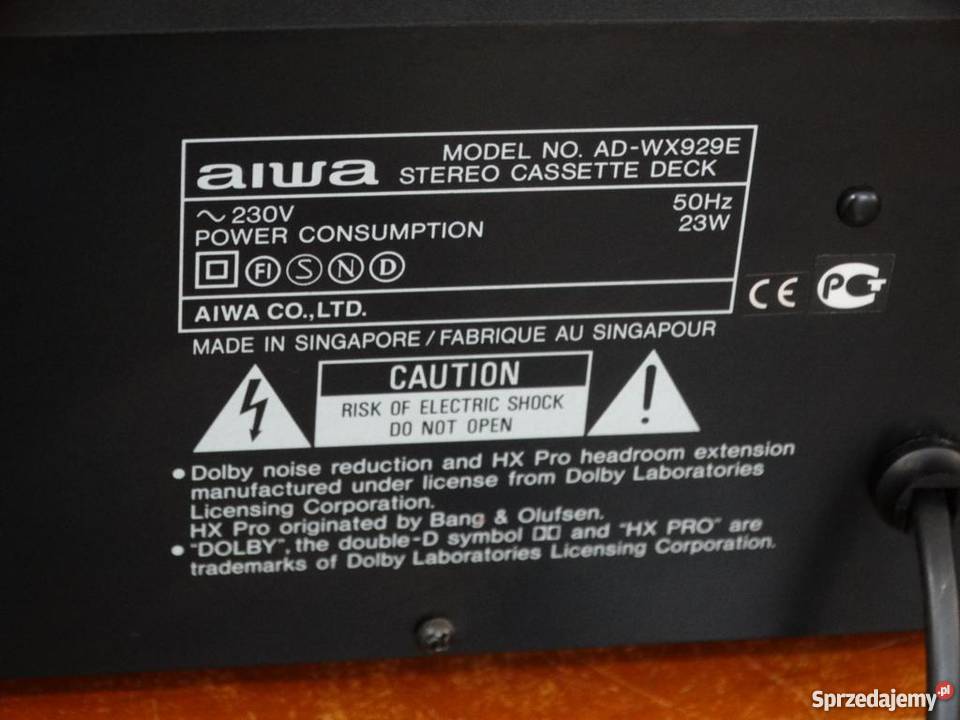 aiwa
MODEL NO. AD-WX929E
STEREO CASSETTE DECK
~ 230V 50Hz
POWER CONSUMPTION 23W
FI S N D
AIWA CO.,LTD.
CE PCT
MADE IN SINGAPORE/FABRIQUE AU SINGAPOUR
CAUTION
RISK OF ELECTRIC SHOCK
DO NOT OPEN
• Dolby noise reduction and HX Pro headroom extension
manufactured under license from Dolby Laboratories
Licensing Corporation.
HX Pro originated by Bang & Olufsen.
• "DOLBY", the double-D symbol and "HX PRO" are
trademarks of Dolby Laboratories Licensing Corporation.
Sprzedajemy.pl